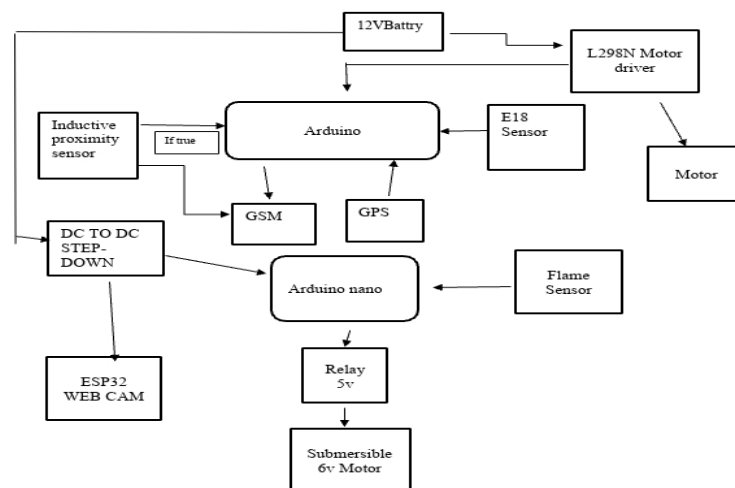 12VBattry
L298N Motor
driver
Inductive
proximity
sensor
If true
Arduino
E18
Sensor
Motor
GSM
GPS
DC TO DC
STEP-
DOWN
Arduino nano
Flame
Sensor
ESP32
WEB CAM
Relay
5v
Submersible
6v Motor